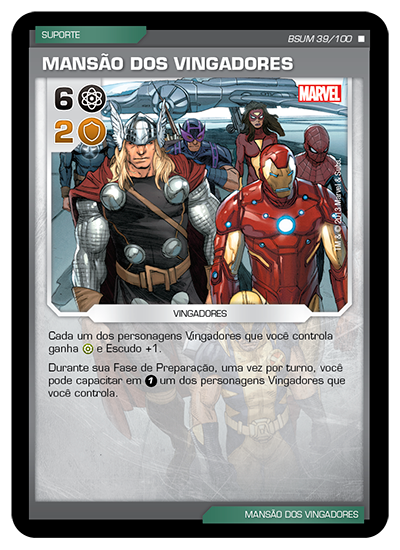 SUPORTE
BSUM 39/100
MANSÃO DOS VINGADORES
6
2
MARVEL
TM & © 2013 Marvel & Subs.
VINGADORES
Cada um dos personagens Vingadores que você controla
ganha e Escudo +1.
Durante sua Fase de Preparação, uma vez por turno, você
pode capacitar em 1 um dos personagens Vingadores que
você controla.
MANSÃO DOS VINGADORES